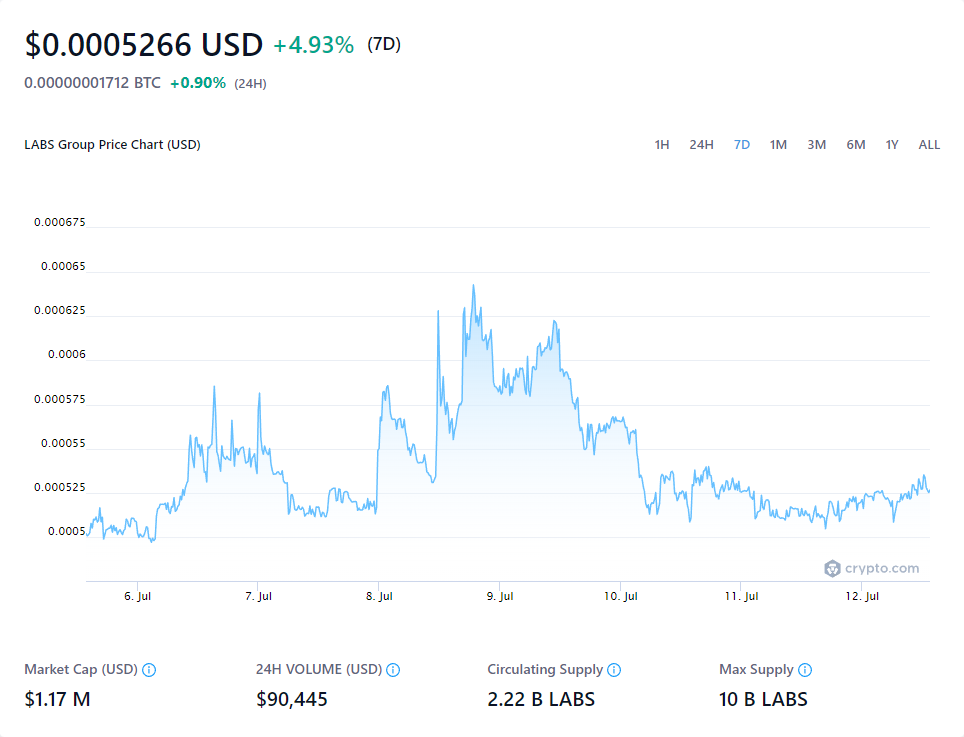 $0.0005266 USD +4.93% (7D)
0.00000001712 BTC +0.90% (24H)
LABS Group Price Chart (USD) 1H 24H 7D 1M 3M 6M 1Y ALL
0.000675
0.00065
0.000625
0.0006
0.000575
0.00055
0.000525
0.0005
crypto.com
6. Jul 7. Jul 8. Jul 9. Jul 10. Jul 11. Jul 12. Jul
Market Cap (USD) 24H VOLUME (USD) Circulating Supply Max Supply
$1.17 M $90,445 2.22 B LABS 10 B LABS